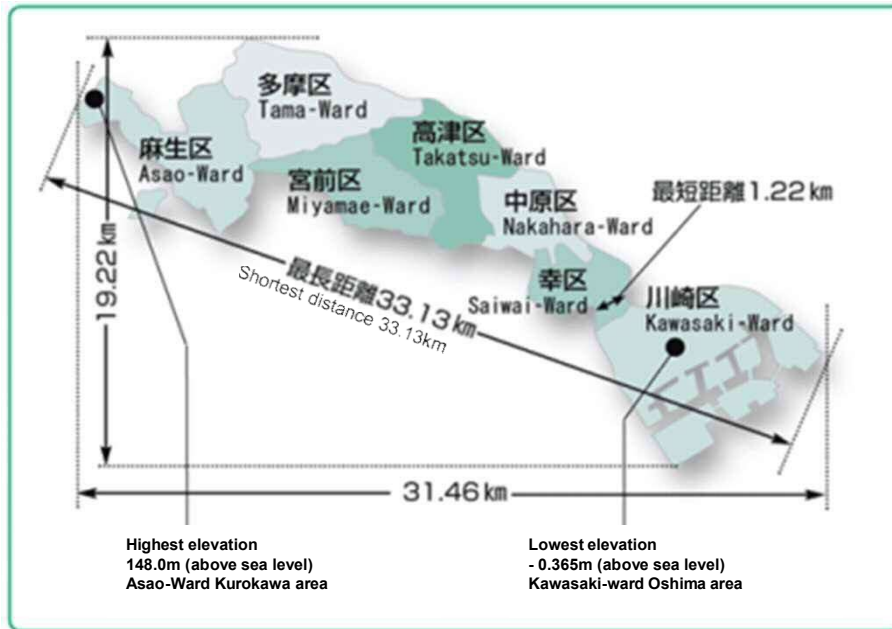 多摩区
Tama-Ward
高津区
Takatsu-Ward
麻生区
Asao-Ward
宮前区
Miyamae-Ward
中原区
Nakahara-Ward
最短距離1.22km
幸区
Saiwai-Ward
川崎区
Kawasaki-Ward
19.22km
最長距離33.13km
Shortest distance 33.13km
31.46km
Highest elevation
148.0m (above sea level)
Asao-Ward Kurokawa area
Lowest elevation
- 0.365m (above sea level)
Kawasaki-ward Oshima area